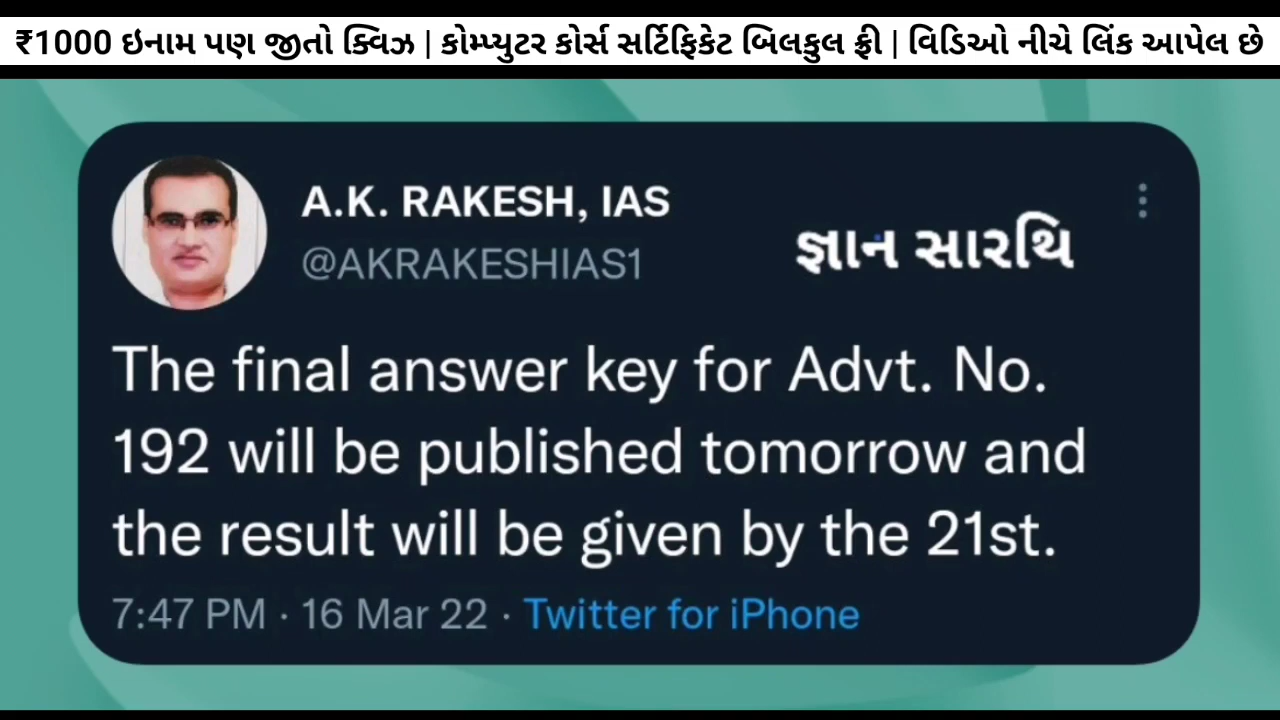 ₹1000 ઇનામ પણ જીતો ક્વિઝ | કોમ્પ્યુટર કોર્સ સર્ટિફિકેટ બિલકુલ ફ્રી | વિડિઓ નીચે લિંક આપેલ છે
A.K. RAKESH, IAS
@AKRAKESHIAS1
જ્ઞાન સારથિ
The final answer key for Advt. No.
192 will be published tomorrow and
the result will be given by the 21st.
7:47 PM · 16 Mar 22 · Twitter for iPhone